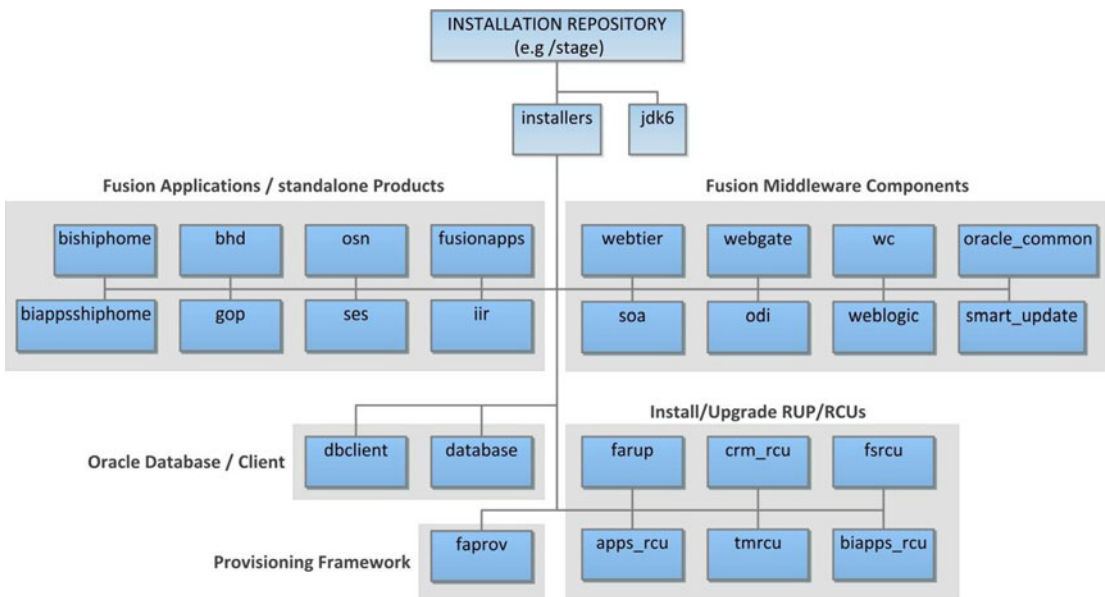 INSTALLATION REPOSITORY
(e.g /stage)
installers
jdk6
Fusion Applications / standalone Products
Fusion Middleware Components
bishiphome
bhd
osn
fusionapps
webtier
webgate
wc
oracle_common
biappsshiphome
gop
ses
iir
soa
odi
weblogic
smart_update
Install/Upgrade RUP/RCUs
Oracle Database / Client
dbclient
database
farup
crm_rcu
fsrcu
Provisioning Framework
faprov
apps_rcu
tmrcu
biapps_rcu